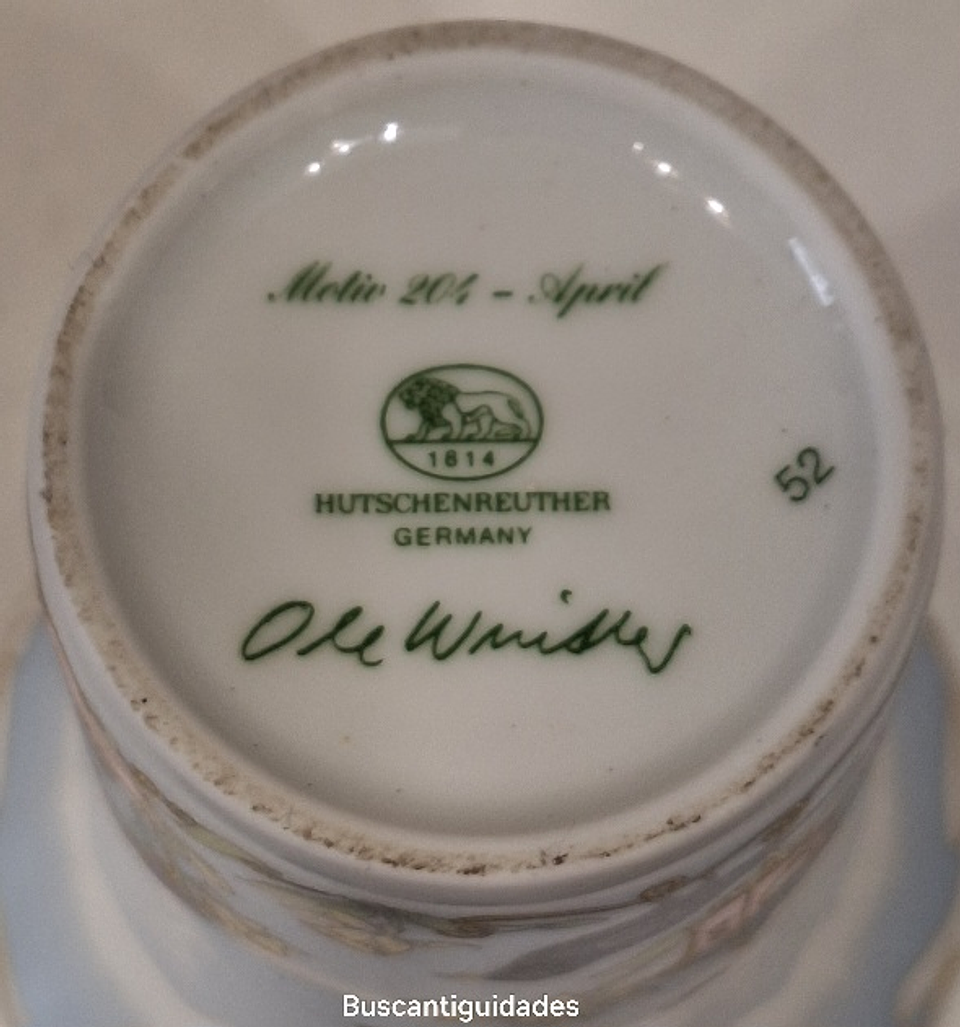 Motiv 204 - April
1814
HUTSCHENREUTHER
GERMANY
52
Ole Winther
Buscantiguidades